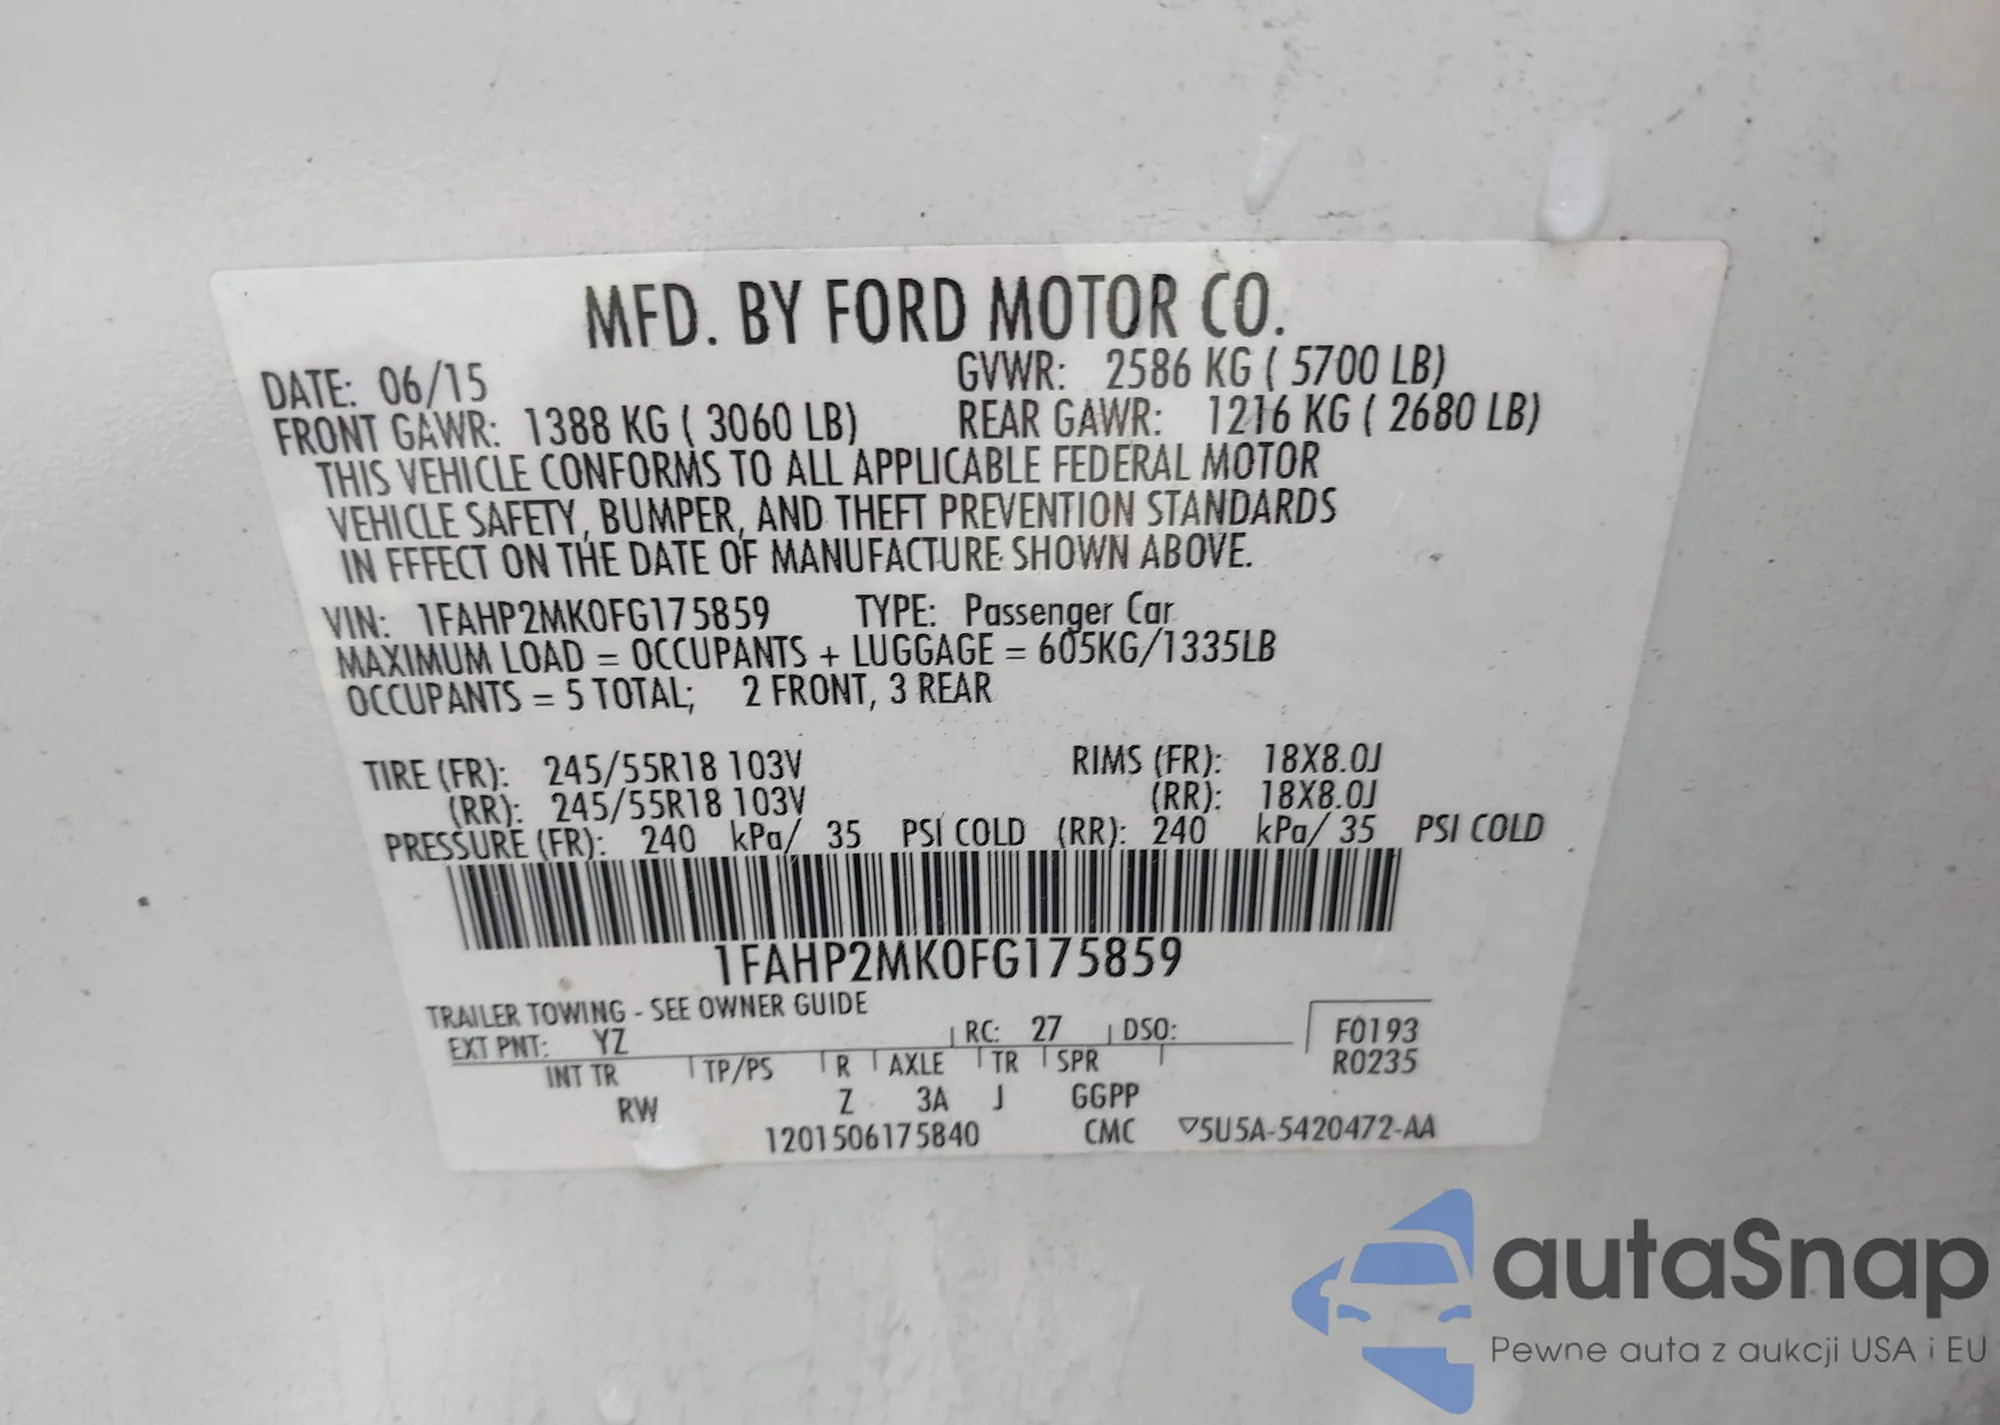 MFD. BY FORD MOTOR CO.
DATE: 06/15 GVWR: 2586 KG ( 5700 LB)
FRONT GAWR: 1388 KG ( 3060 LB) REAR GAWR: 1216 KG ( 2680 LB)
THIS VEHICLE CONFORMS TO ALL APPLICABLE FEDERAL MOTOR
VEHICLE SAFETY, BUMPER, AND THEFT PREVENTION STANDARDS
IN EFFECT ON THE DATE OF MANUFACTURE SHOWN ABOVE.
VIN: 1FAHP2MK0FG175859 TYPE: Passenger Car
MAXIMUM LOAD = OCCUPANTS + LUGGAGE = 605KG/1335LB
OCCUPANTS = 5 TOTAL; 2 FRONT, 3 REAR
TIRE (FR): 245/55R18 103V RIMS (FR): 18X8.0J
(RR): 245/55R18 103V (RR): 18X8.0J
PRESSURE (FR): 240 kPa/ 35 PSI COLD (RR): 240 kPa/ 35 PSI COLD
1FAHP2MK0FG175859
TRAILER TOWING - SEE OWNER GUIDE
EXT PNT: YZ RC: 27 DSO: F0193
INT TR TP/PS R AXLE TR SPR R0235
RW Z 3A J GGPP
1201506175840 CMC ▽5U5A-5420472-AA
autaSnap
Pewne auta z aukcji USA i EU